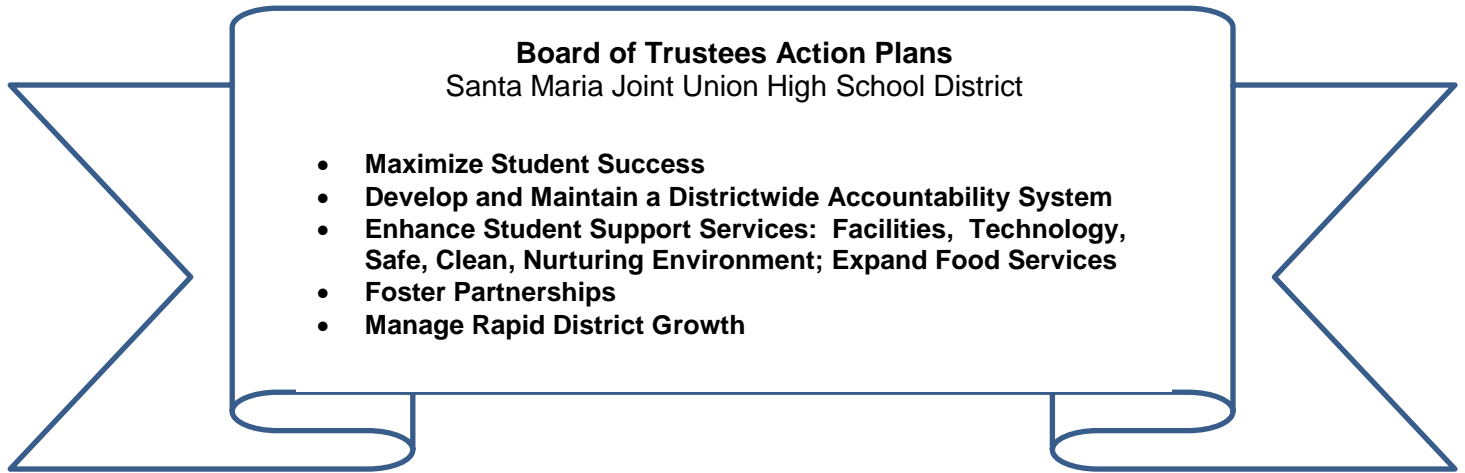 Board of Trustees Action Plans
Santa Maria Joint Union High School District
• Maximize Student Success
• Develop and Maintain a Districtwide Accountability System
• Enhance Student Support Services: Facilities, Technology,
Safe, Clean, Nurturing Environment; Expand Food Services
• Foster Partnerships
• Manage Rapid District Growth